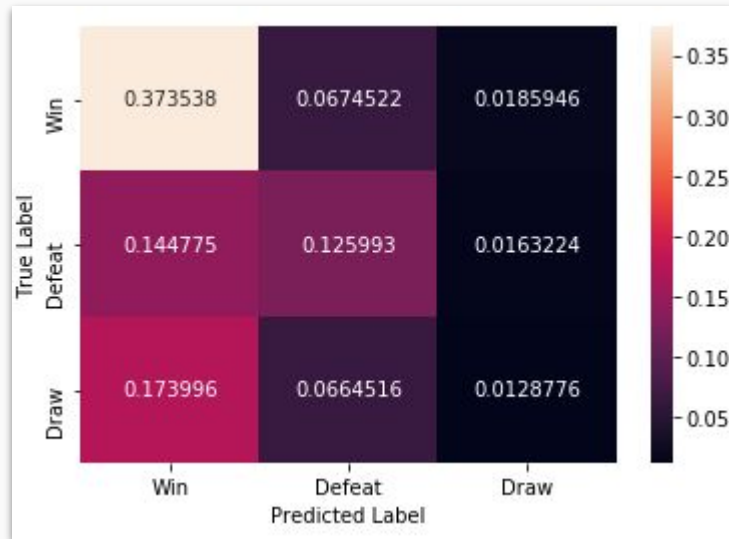 Win
0.373538 0.0674522 0.0185946
Defeat
0.144775 0.125993 0.0163224
Draw
0.173996 0.0664516 0.0128776
True Label
Win Defeat Draw
Predicted Label
0.35
0.30
0.25
0.20
0.15
0.10
0.05